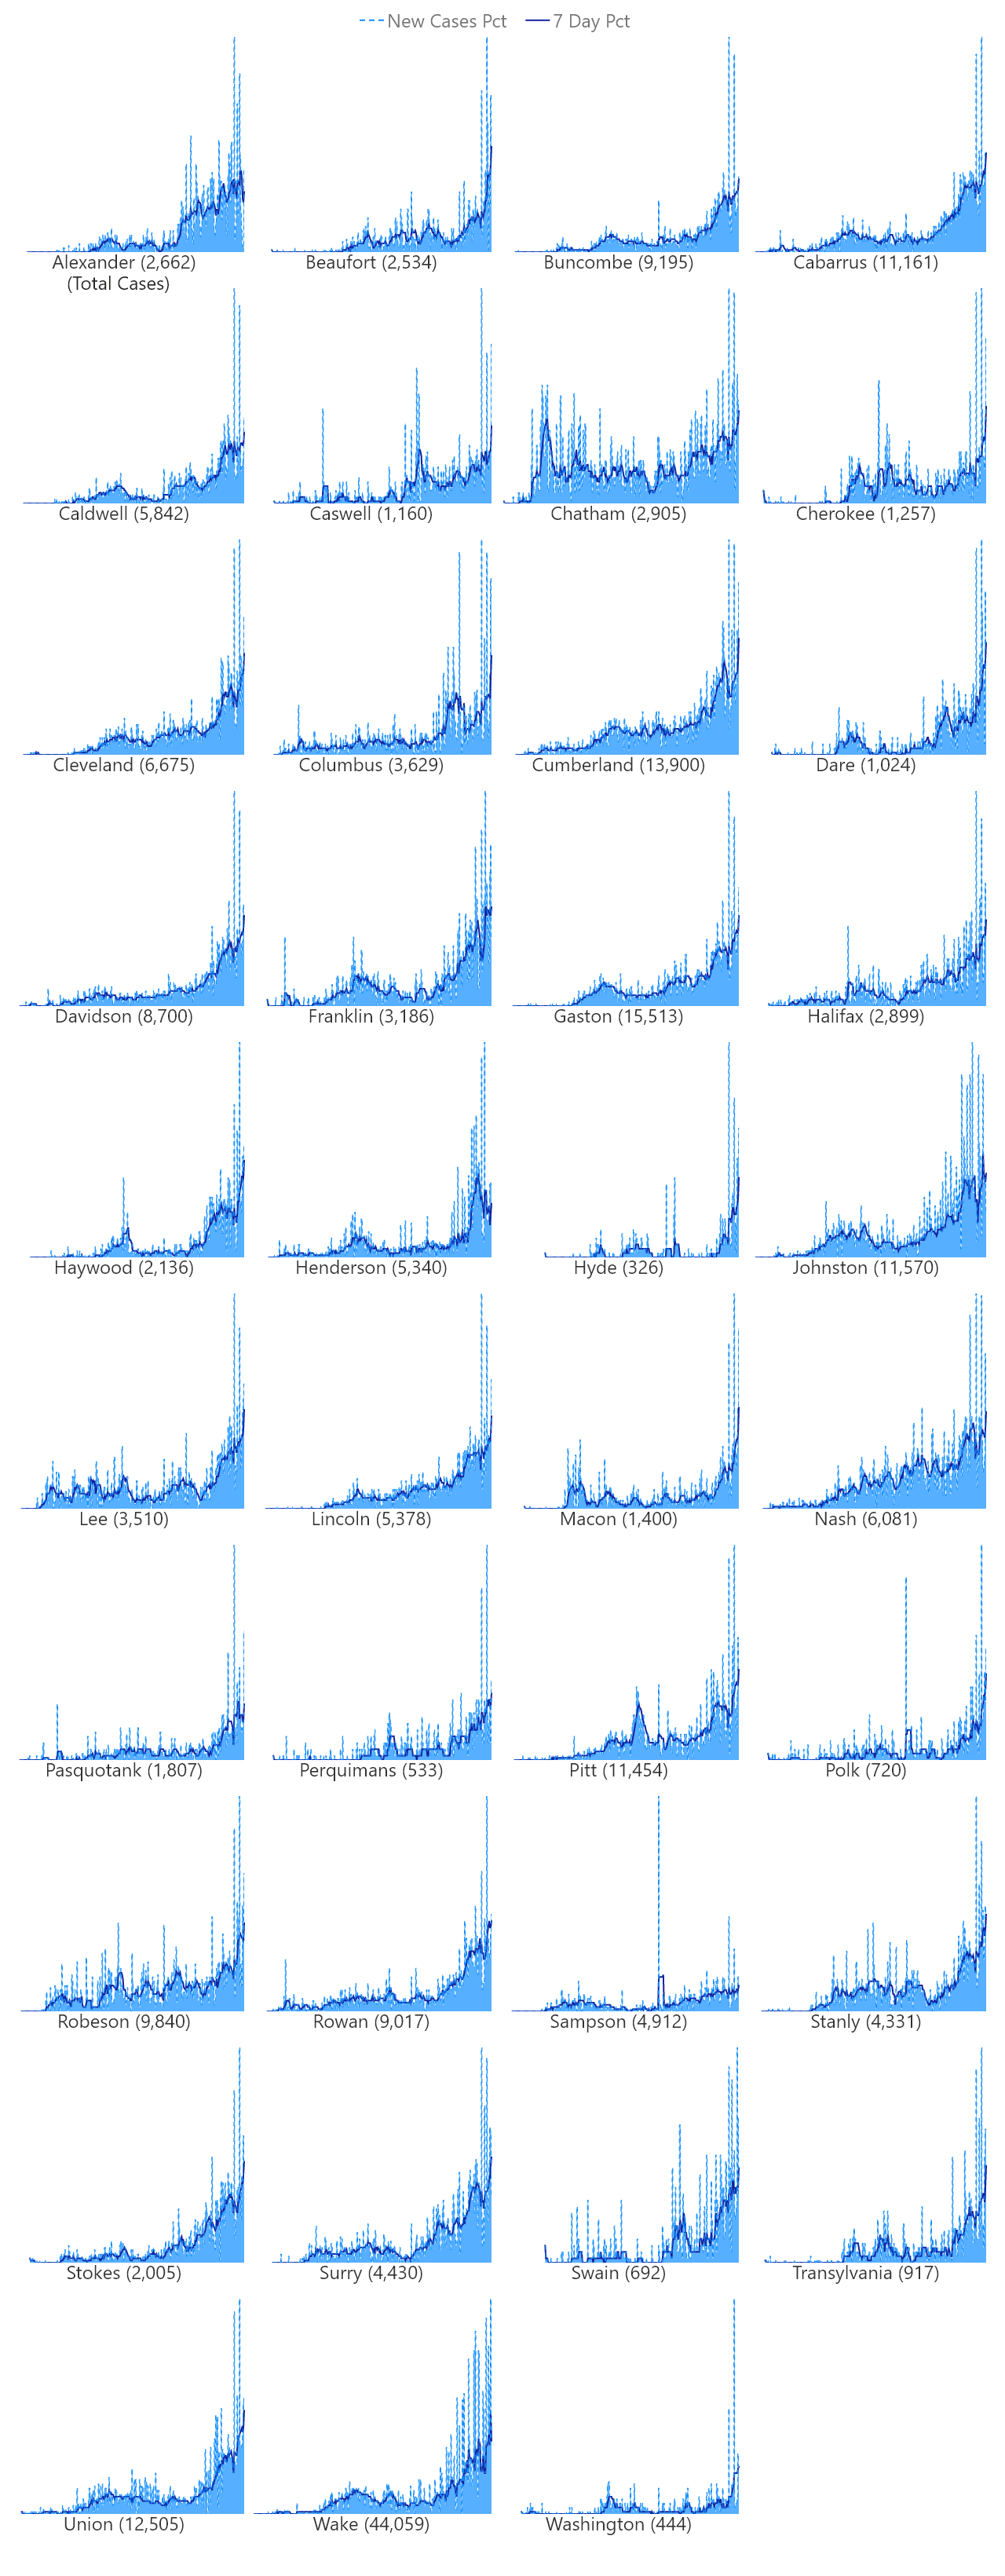 New Cases Pct 7 Day Pct
Alexander (2,662) Beaufort (2,534) Buncombe (9,195) Cabarrus (11,161)
(Total Cases)
Caldwell (5,842) Caswell (1,160) Chatham (2,905) Cherokee (1,257)
Cleveland (6,675) Columbus (3,629) Cumberland (13,900) Dare (1,024)
Davidson (8,700) Franklin (3,186) Gaston (15,513) Halifax (2,899)
Haywood (2,136) Henderson (5,340) Hyde (326) Johnston (11,570)
Lee (3,510) Lincoln (5,378) Macon (1,400) Nash (6,081)
Pasquotank (1,807) Perquimans (533) Pitt (11,454) Polk (720)
Robeson (9,840) Rowan (9,017) Sampson (4,912) Stanly (4,331)
Stokes (2,005) Surry (4,430) Swain (692) Transylvania (917)
Union (12,505) Wake (44,059) Washington (444)